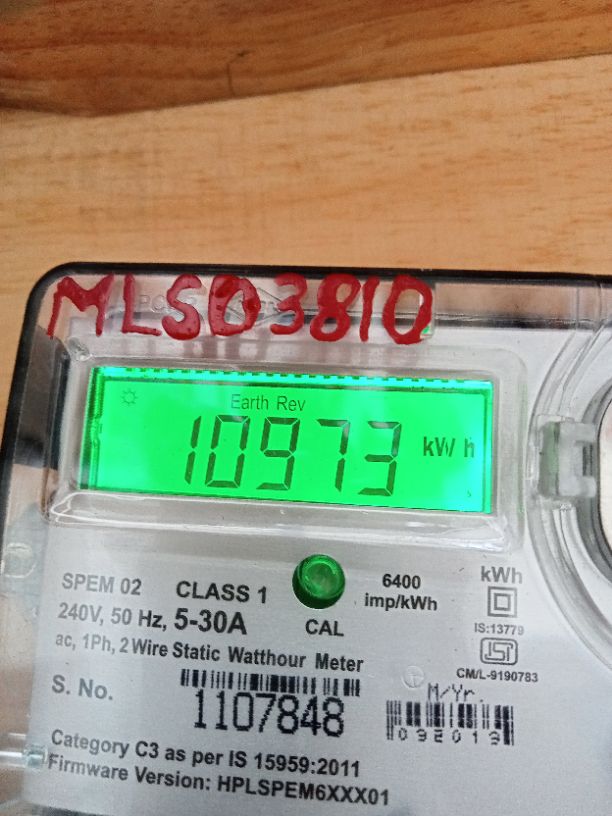 MLSD3810
Earth Rev
10973 kWh
SPEM 02 CLASS 1 6400 imp/kWh kWh
240V, 50 Hz, 5-30A CAL IS:13779
ac, 1Ph, 2 Wire Static Watthour Meter
CM/L-9190783
S. No. 1107848 M/Yr. 092019
Category C3 as per IS 15959:2011
Firmware Version: HPLSPEM6XXX01